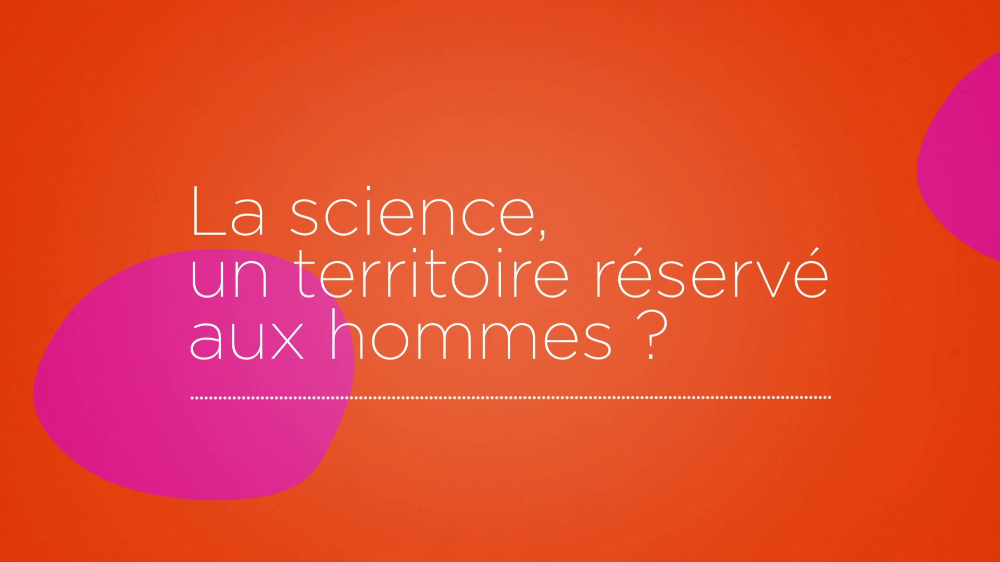 La science,
un territoire réservé
aux hommes ?